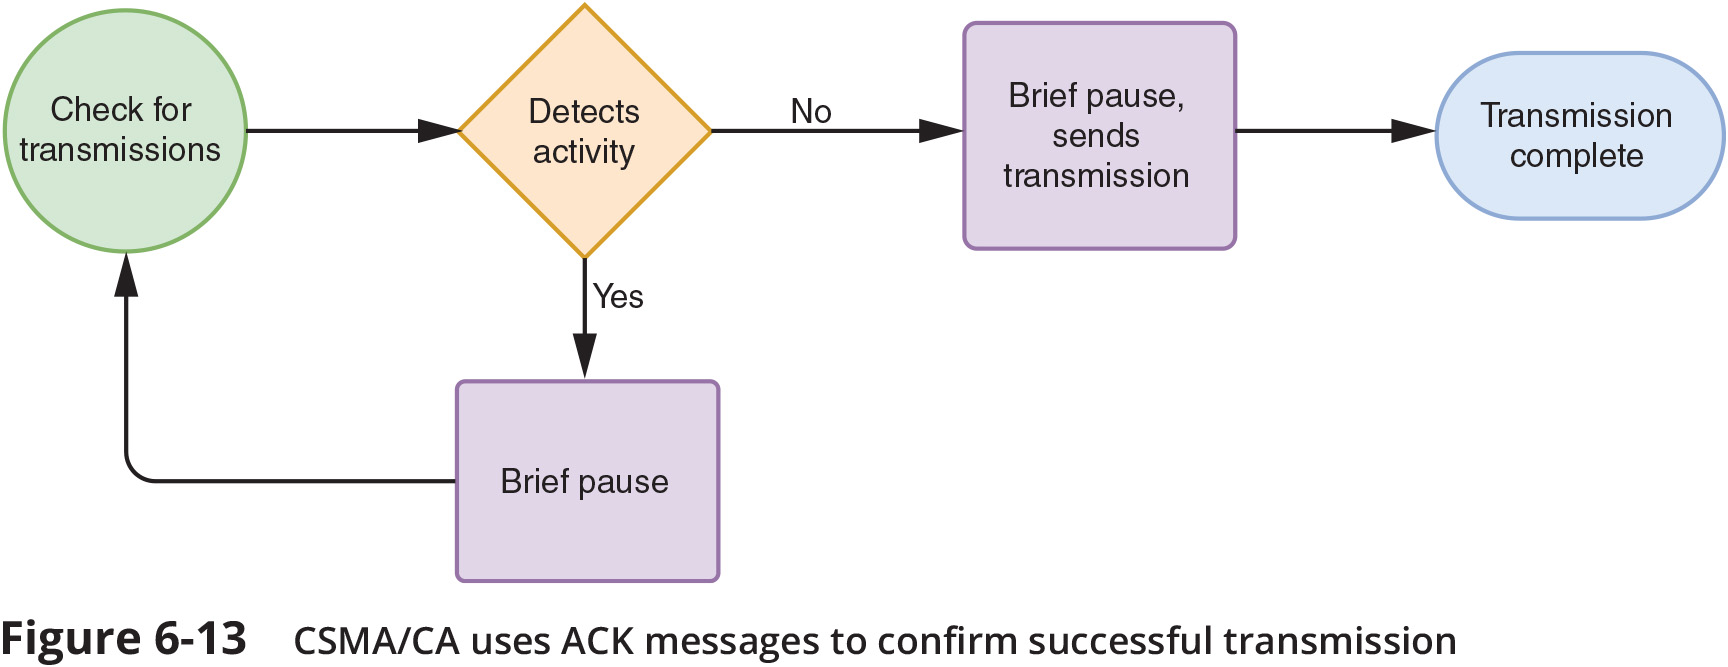 Check for
transmissions
Detects
activity
No
Brief pause,
sends
transmission
Transmission
complete
Yes
Brief pause
Figure 6-13 CSMA/CA uses ACK messages to confirm successful transmission